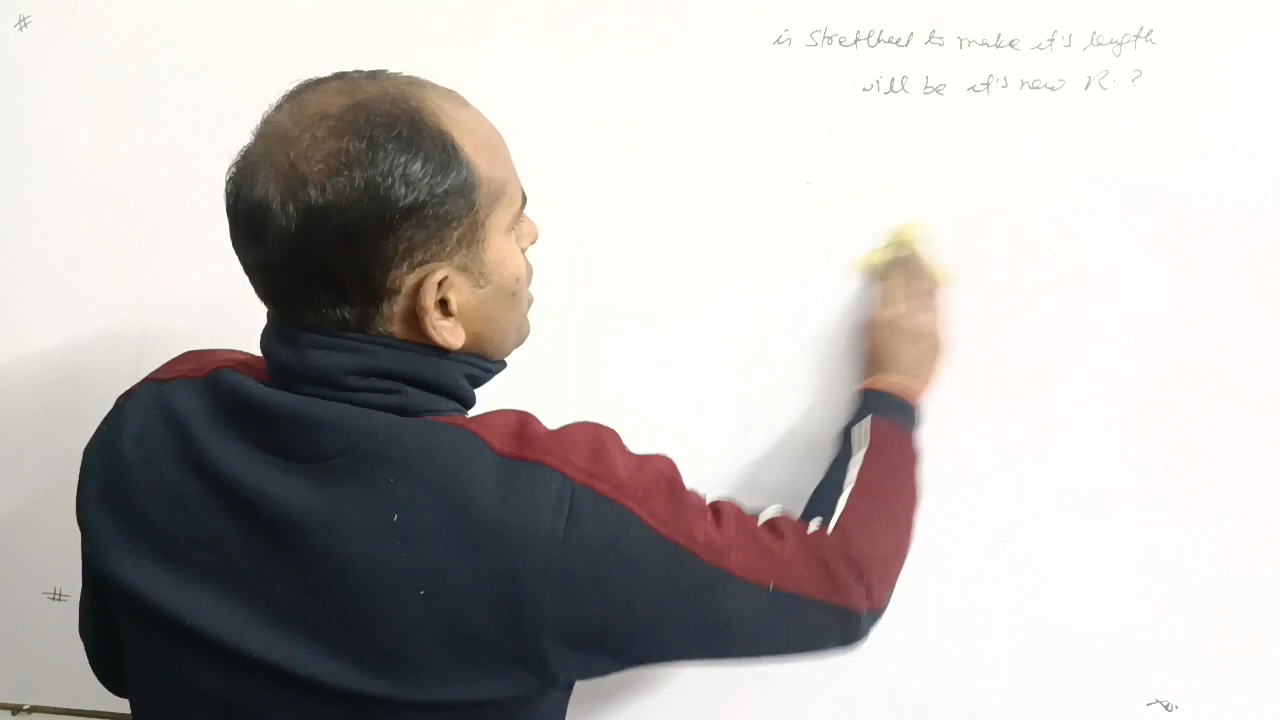 #
is stretched to make it's length
will be it's new R.?
#